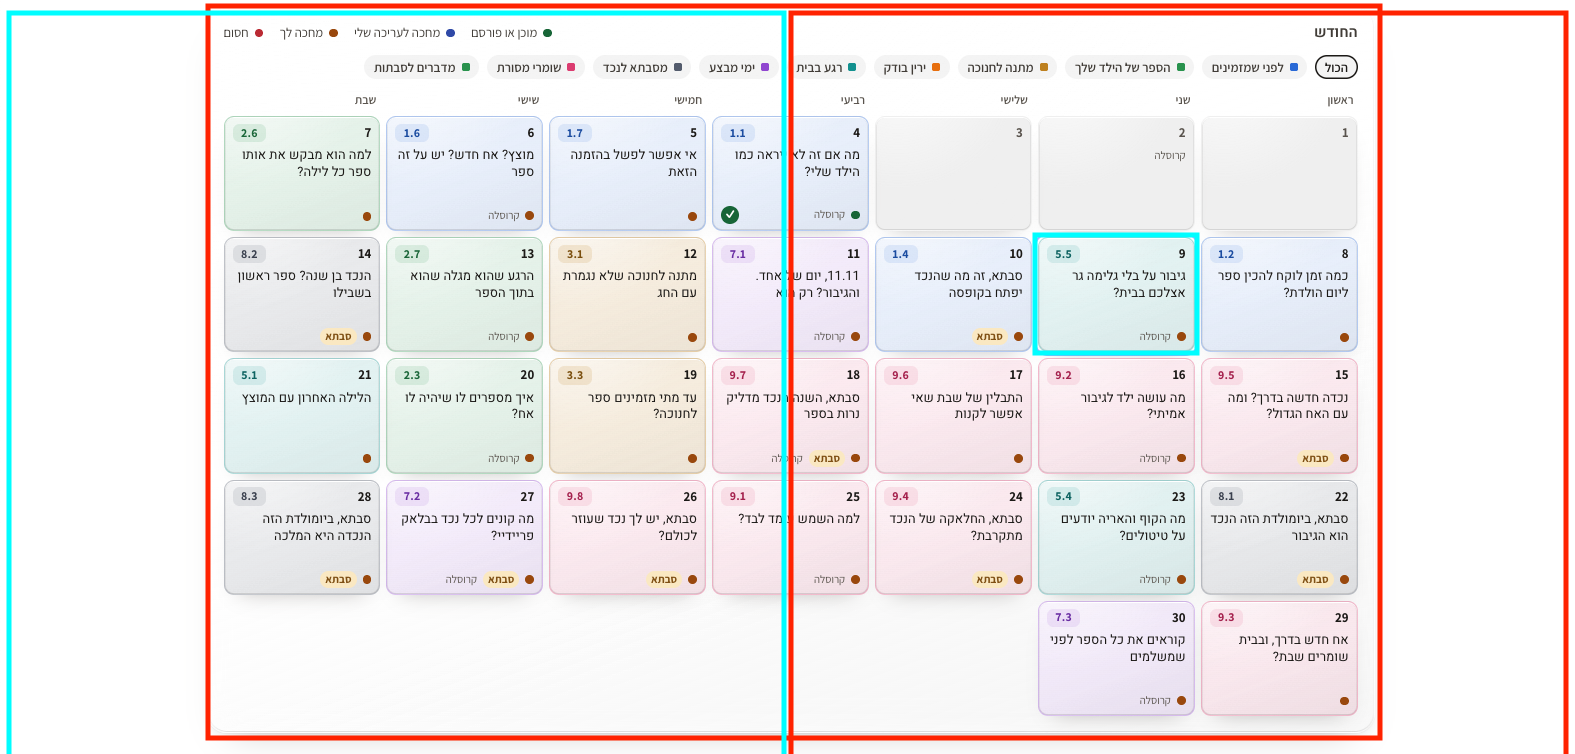 החודש
מוכן או פורסם
מחכה לעריכה שלי
מחכה לך
חסום
הכול
לפני שמזמינים
הספר של הילד שלך
מתנה לחנוכה
ירין בודק
רגע בבית
ימי מבצע
מסבתא לנכד
שומרי מסורת
מדברים לסבתות
ראשון
שני
שלישי
רביעי
חמישי
שישי
שבת
1
2
קרוסלה
3
4
1.1
מה אם זה לא ייראה כמו
הילד שלי?
קרוסלה
5
1.7
אי אפשר לפשל בהזמנה
הזאת
6
1.6
מוצץ? אח חדש? יש על זה
ספר
קרוסלה
7
2.6
למה הוא מבקש את אותו
ספר כל לילה?
8
1.2
כמה זמן לוקח להכין ספר
ליום הולדת?
9
5.5
גיבור על בלי גלימה גר
אצלכם בבית?
קרוסלה
10
1.4
סבתא, זה מה שהנכד
יפתח בקופסה
סבתא
11
7.1
11.11, יום של אחד.
והגיבור? רק הוא
קרוסלה
12
3.1
מתנה לחנוכה שלא נגמרת
עם החג
13
2.7
הרגע שהוא מגלה שהוא
בתוך הספר
קרוסלה
14
8.2
הנכד בן שנה? ספר ראשון
בשבילו
סבתא
15
9.5
נכדה חדשה בדרך? ומה
עם האח הגדול?
סבתא
16
9.2
מה עושה ילד לגיבור
אמיתי?
קרוסלה
17
9.6
התבלין של שבת שאי
אפשר לקנות
18
9.7
סבתא, השנה הנכד מדליק
נרות בספר
סבתא
קרוסלה
19
3.3
עד מתי מזמינים ספר
לחנוכה?
20
2.3
איך מספרים לו שיהיה לו
אח?
קרוסלה
21
5.1
הלילה האחרון עם המוצץ
22
8.1
סבתא, ביומולדת הזה הנכד
הוא הגיבור
סבתא
23
5.4
מה הקוף והאריה יודעים
על טיטולים?
קרוסלה
24
9.4
סבתא, החלאקה של הנכד
מתקרבת?
סבתא
25
9.1
למה השמש עומד לבד?
קרוסלה
26
9.8
סבתא, יש לך נכד שעוזר
לכולם?
סבתא
27
7.2
מה קונים לכל נכד בבלאק
פריידיי?
סבתא
קרוסלה
28
8.3
סבתא, ביומולדת הזה
הנכדה היא המלכה
סבתא
29
9.3
אח חדש בדרך, ובבית
שומרים שבת?
30
7.3
קוראים את כל הספר לפני
שמשלמים
קרוסלה